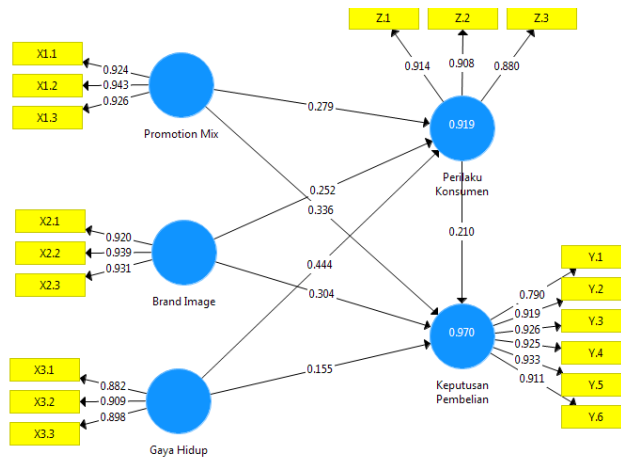 Z.1
Z.2
Z.3
X1.1
X1.2
X1.3
0.924
0.943
0.926
Promotion Mix
0.914
0.908
0.880
0.279
0.919
Perilaku
Konsumen
0.252
0.336
X2.1
X2.2
X2.3
0.920
0.939
0.931
Brand Image
0.210
0.444
0.304
0.155
0.970
Keputusan
Pembelian
0.790
0.919
0.926
0.925
0.933
0.911
Y.1
Y.2
Y.3
Y.4
Y.5
Y.6
X3.1
X3.2
X3.3
0.882
0.909
0.898
Gaya Hidup